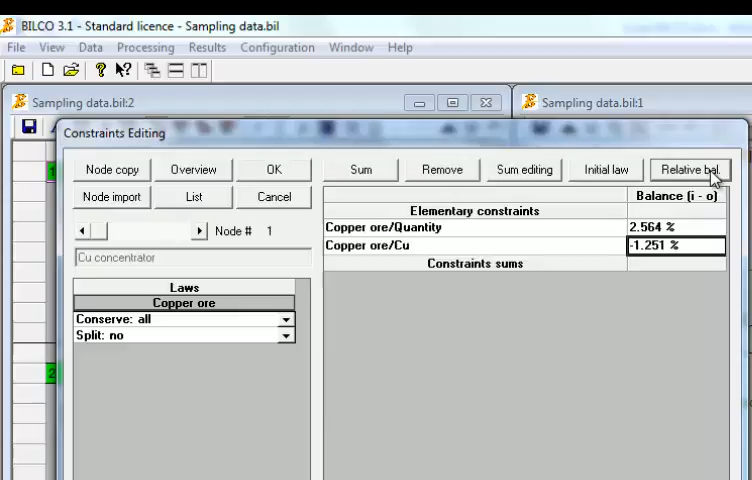 BILCO 3.1 - Standard licence - Sampling data.bil
File View Data Processing Results Configuration Window Help
Sampling data.bil:2
Sampling data.bil:1
Constraints Editing
Node copy Overview OK Sum Remove Sum editing Initial law Relative bal.
Node import List Cancel
Balance (i - o)
Elementary constraints
Node # 1
Copper ore/Quantity 2.564 %
Copper ore/Cu -1.251 %
Cu concentrator
Constraints sums
Laws
Copper ore
Conserve: all
Split: no
1
2